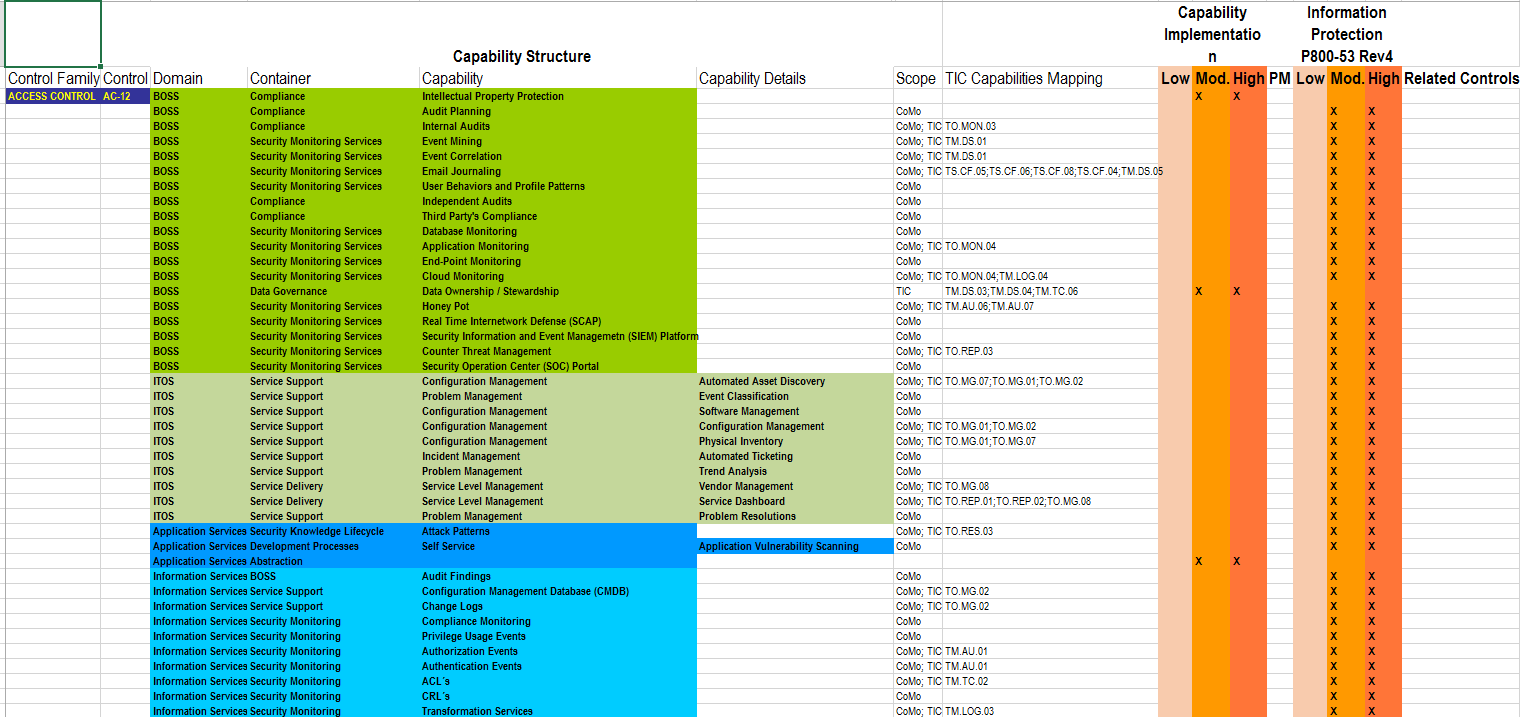 Capability Structure
Capability Implementatio n
Information Protection P800-53 Rev4
Control Family Control Domain Container Capability Capability Details Scope TIC Capabilities Mapping Low Mod. High PM Low Mod. High Related Controls
ACCESS CONTROL AC-12 BOSS Compliance Intellectual Property Protection X X
BOSS Compliance Audit Planning CoMo X X
BOSS Compliance Internal Audits CoMo; TIC TO.MON.03 X X
BOSS Security Monitoring Services Event Mining CoMo; TIC TM.DS.01 X X
BOSS Security Monitoring Services Event Correlation CoMo; TIC TM.DS.01 X X
BOSS Security Monitoring Services Email Journaling CoMo; TIC TS.CF.05;TS.CF.06;TS.CF.08;TS.CF.04;TM.DS.05 X X
BOSS Security Monitoring Services User Behaviors and Profile Patterns CoMo X X
BOSS Compliance Independent Audits CoMo X X
BOSS Compliance Third Party's Compliance CoMo X X
BOSS Security Monitoring Services Database Monitoring CoMo X X
BOSS Security Monitoring Services Application Monitoring CoMo; TIC TO.MON.04 X X
BOSS Security Monitoring Services End-Point Monitoring CoMo X X
BOSS Security Monitoring Services Cloud Monitoring CoMo; TIC TO.MON.04;TM.LOG.04 X X
BOSS Data Governance Data Ownership / Stewardship TIC TM.DS.03;TM.DS.04;TM.TC.06 X X
BOSS Security Monitoring Services Honey Pot CoMo; TIC TM.AU.06;TM.AU.07 X X
BOSS Security Monitoring Services Real Time Internetwork Defense (SCAP) CoMo X X
BOSS Security Monitoring Services Security Information and Event Managemetn (SIEM) Platform CoMo X X
BOSS Security Monitoring Services Counter Threat Management CoMo; TIC TO.REP.03 X X
BOSS Security Monitoring Services Security Operation Center (SOC) Portal CoMo X X
ITOS Service Support Configuration Management Automated Asset Discovery CoMo; TIC TO.MG.07;TO.MG.01;TO.MG.02 X X
ITOS Service Support Problem Management Event Classification CoMo X X
ITOS Service Support Configuration Management Software Management CoMo X X
ITOS Service Support Configuration Management Configuration Management CoMo; TIC TO.MG.01;TO.MG.02 X X
ITOS Service Support Configuration Management Physical Inventory CoMo; TIC TO.MG.01;TO.MG.07 X X
ITOS Service Support Incident Management Automated Ticketing CoMo X X
ITOS Service Support Problem Management Trend Analysis CoMo X X
ITOS Service Delivery Service Level Management Vendor Management CoMo; TIC TO.MG.08 X X
ITOS Service Delivery Service Level Management Service Dashboard CoMo; TIC TO.REP.01;TO.REP.02;TO.MG.08 X X
ITOS Service Support Problem Management Problem Resolutions CoMo X X
Application Services Security Knowledge Lifecycle Attack Patterns CoMo; TIC TO.RES.03 X X
Application Services Development Processes Self Service Application Vulnerability Scanning CoMo X X
Application Services Abstraction X X
Information Services BOSS Audit Findings CoMo X X
Information Services Service Support Configuration Management Database (CMDB) CoMo; TIC TO.MG.02 X X
Information Services Service Support Change Logs CoMo; TIC TO.MG.02 X X
Information Services Security Monitoring Compliance Monitoring CoMo X X
Information Services Security Monitoring Privilege Usage Events CoMo X X
Information Services Security Monitoring Authorization Events CoMo; TIC TM.AU.01 X X
Information Services Security Monitoring Authentication Events CoMo; TIC TM.AU.01 X X
Information Services Security Monitoring ACL´s CoMo; TIC TM.TC.02 X X
Information Services Security Monitoring CRL´s CoMo X X
Information Services Security Monitoring Transformation Services CoMo; TIC TM.LOG.03 X X